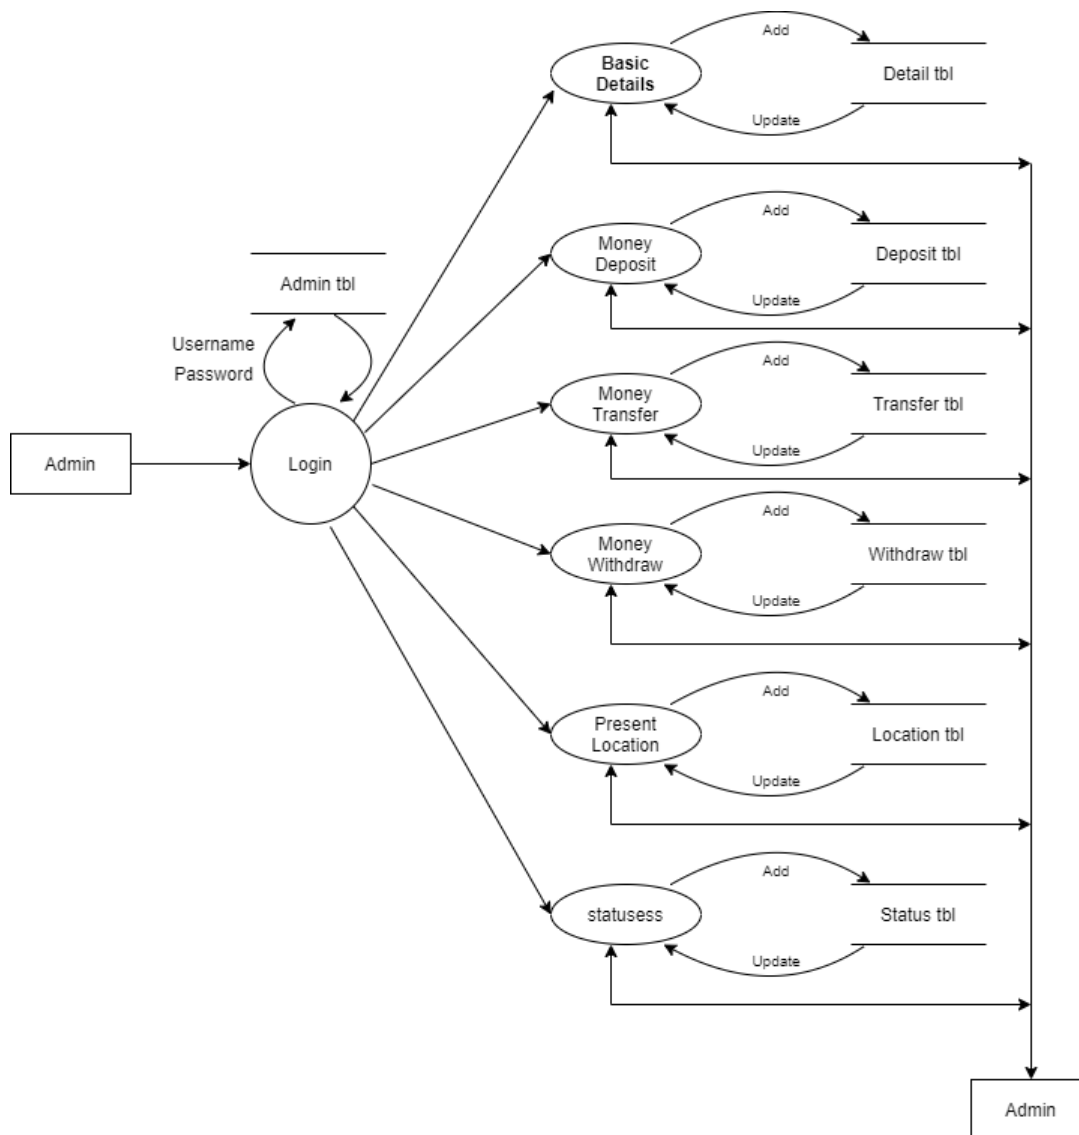 Add
Basic
Details
Detail tbl
Update
Add
Money
Deposit
Deposit tbl
Update
Admin tbl
Username
Password
Add
Money
Transfer
Transfer tbl
Update
Admin
Login
Add
Money
Withdraw
Withdraw tbl
Update
Add
Present
Location
Location tbl
Update
Add
statusess
Status tbl
Update
Admin